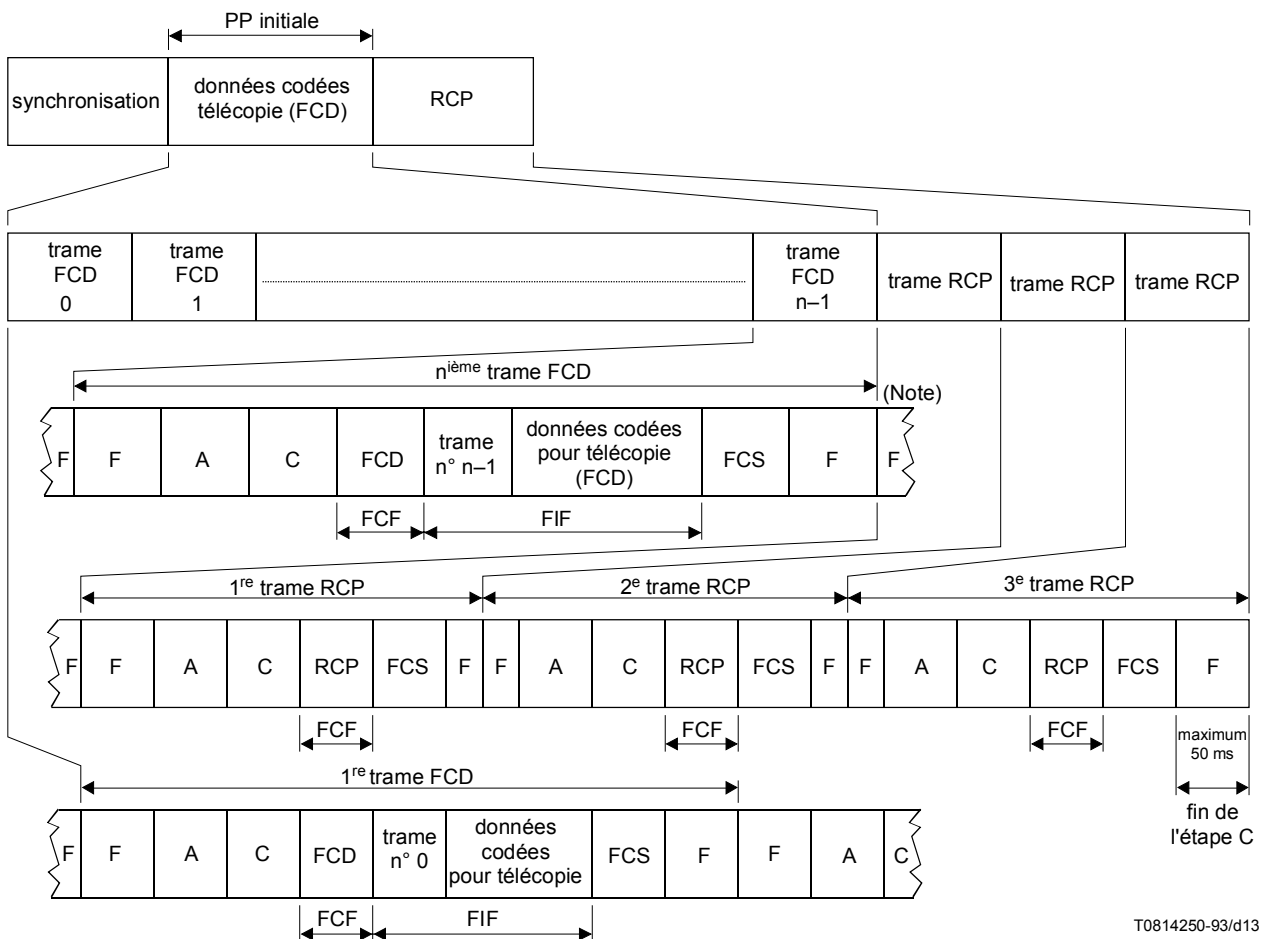 PP initiale
synchronisation
données codées
télécopie (FCD)
RCP
trame
FCD
0
trame
FCD
1
trame
FCD
n–1
trame RCP
trame RCP
trame RCP
nième trame FCD
(Note)
F
F
A
C
FCD
trame
n° n–1
données codées
pour télécopie
(FCD)
FCS
F
F
FCF
FIF
1re trame RCP
2e trame RCP
3e trame RCP
F
F
A
C
RCP
FCS
F
F
A
C
RCP
FCS
F
F
A
C
RCP
FCS
F
FCF
FCF
FCF
maximum
50 ms
fin de
l'étape C
1re trame FCD
F
F
A
C
FCD
trame
n° 0
données
codées
pour télécopie
FCS
F
F
A
C
FCF
FIF
T0814250-93/d13